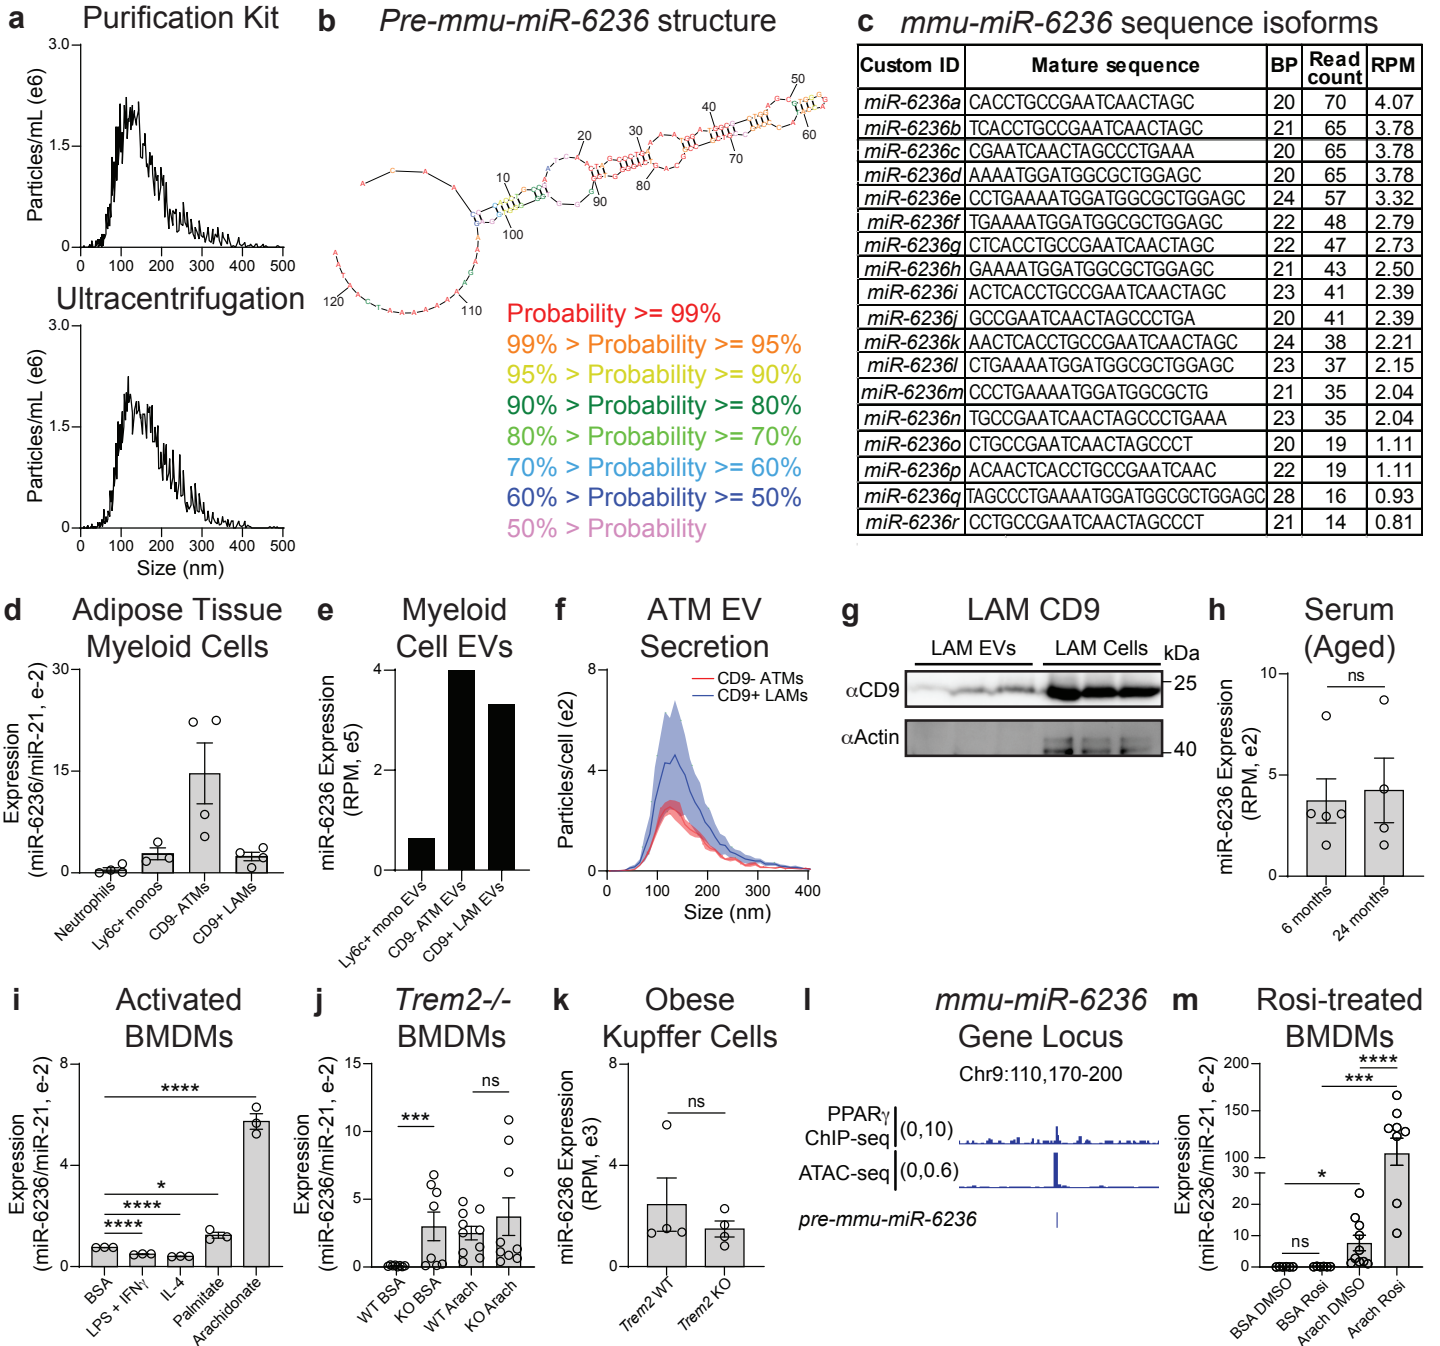 a Purification Kit
Particles/mL (e6)
3.0
1.5
0
0 100 200 300 400 500
Ultracentrifugation
Particles/mL (e6)
3.0
1.5
0
0 100 200 300 400 500
Size (nm)
b Pre-mmu-miR-6236 structure
10
20
30
40
50
60
70
80
90
100
110
120
Probability >= 99%
99% > Probability >= 95%
95% > Probability >= 90%
90% > Probability >= 80%
80% > Probability >= 70%
70% > Probability >= 60%
60% > Probability >= 50%
50% > Probability
c mmu-miR-6236 sequence isoforms
Custom ID Mature sequence BP Read count RPM
miR-6236a CACCTGCCGAATCAACTAGC 20 70 4.07
miR-6236b TCACCTGCCGAATCAACTAGC 21 65 3.78
miR-6236c CGAATCAACTAGCCCTGAAA 20 65 3.78
miR-6236d AAAATGGATGGCGCTGGAGC 20 65 3.78
miR-6236e CCTGAAAATGGATGGCGCTGGAGC 24 57 3.32
miR-6236f TGAAAATGGATGGCGCTGGAGC 22 48 2.79
miR-6236g CTCACCTGCCGAATCAACTAGC 22 47 2.73
miR-6236h GAAAATGGATGGCGCTGGAGC 21 43 2.50
miR-6236i ACTCACCTGCCGAATCAACTAGC 23 41 2.39
miR-6236j GCCGAATCAACTAGCCCTGA 20 41 2.39
miR-6236k AACTCACCTGCCGAATCAACTAGC 24 38 2.21
miR-6236l CTGAAAATGGATGGCGCTGGAGC 23 37 2.15
miR-6236m CCCTGAAAATGGATGGCGCTG 21 35 2.04
miR-6236n TGCCGAATCAACTAGCCCTGAAA 23 35 2.04
miR-6236o CTGCCGAATCAACTAGCCCT 20 19 1.11
miR-6236p ACAACTCACCTGCCGAATCAAC 22 19 1.11
miR-6236q TAGCCCTGAAAATGGATGGCGCTGGAGC 28 16 0.93
miR-6236r CCTGCCGAATCAACTAGCCCT 21 14 0.81
d Adipose Tissue
Myeloid Cells
Expression
(miR-6236/miR-21, e-2)
30
15
0
Neutrophils Ly6c+ monos CD9- ATMs CD9+ LAMs
e Myeloid
Cell EVs
miR-6236 Expression
(RPM, e5)
4
2
0
Ly6c+ mono EVs CD9- ATM EVs CD9+ LAM EVs
f ATM EV
Secretion
Particles/cell (e2)
8
4
0
CD9- ATMs
CD9+ LAMs
0 100 200 300 400
Size (nm)
g LAM CD9
LAM EVs LAM Cells kDa
αCD9 25
αActin 40
h Serum
(Aged)
miR-6236 Expression
(RPM, e2)
10
5
0
ns
6 months 24 months
i Activated
BMDMs
Expression
(miR-6236/miR-21, e-2)
8
4
0
****
*
****
****
BSA LPS + IFNγ IL-4 Palmitate Arachidonate
j Trem2-/-
BMDMs
Expression
(miR-6236/miR-21, e-2)
15
10
5
0
ns
***
WT BSA KO BSA WT Arach KO Arach
k Obese
Kupffer Cells
miR-6236 Expression
(RPM, e3)
8
4
0
ns
Trem2 WT Trem2 KO
l mmu-miR-6236
Gene Locus
Chr9:110,170-200
PPARγ
ChIP-seq (0,10)
ATAC-seq (0,0.6)
pre-mmu-miR-6236
m Rosi-treated
BMDMs
Expression
(miR-6236/miR-21, e-2)
200
150
100
30
20
10
0
****
***
*
ns
BSA DMSO BSA Rosi Arach DMSO Arach Rosi